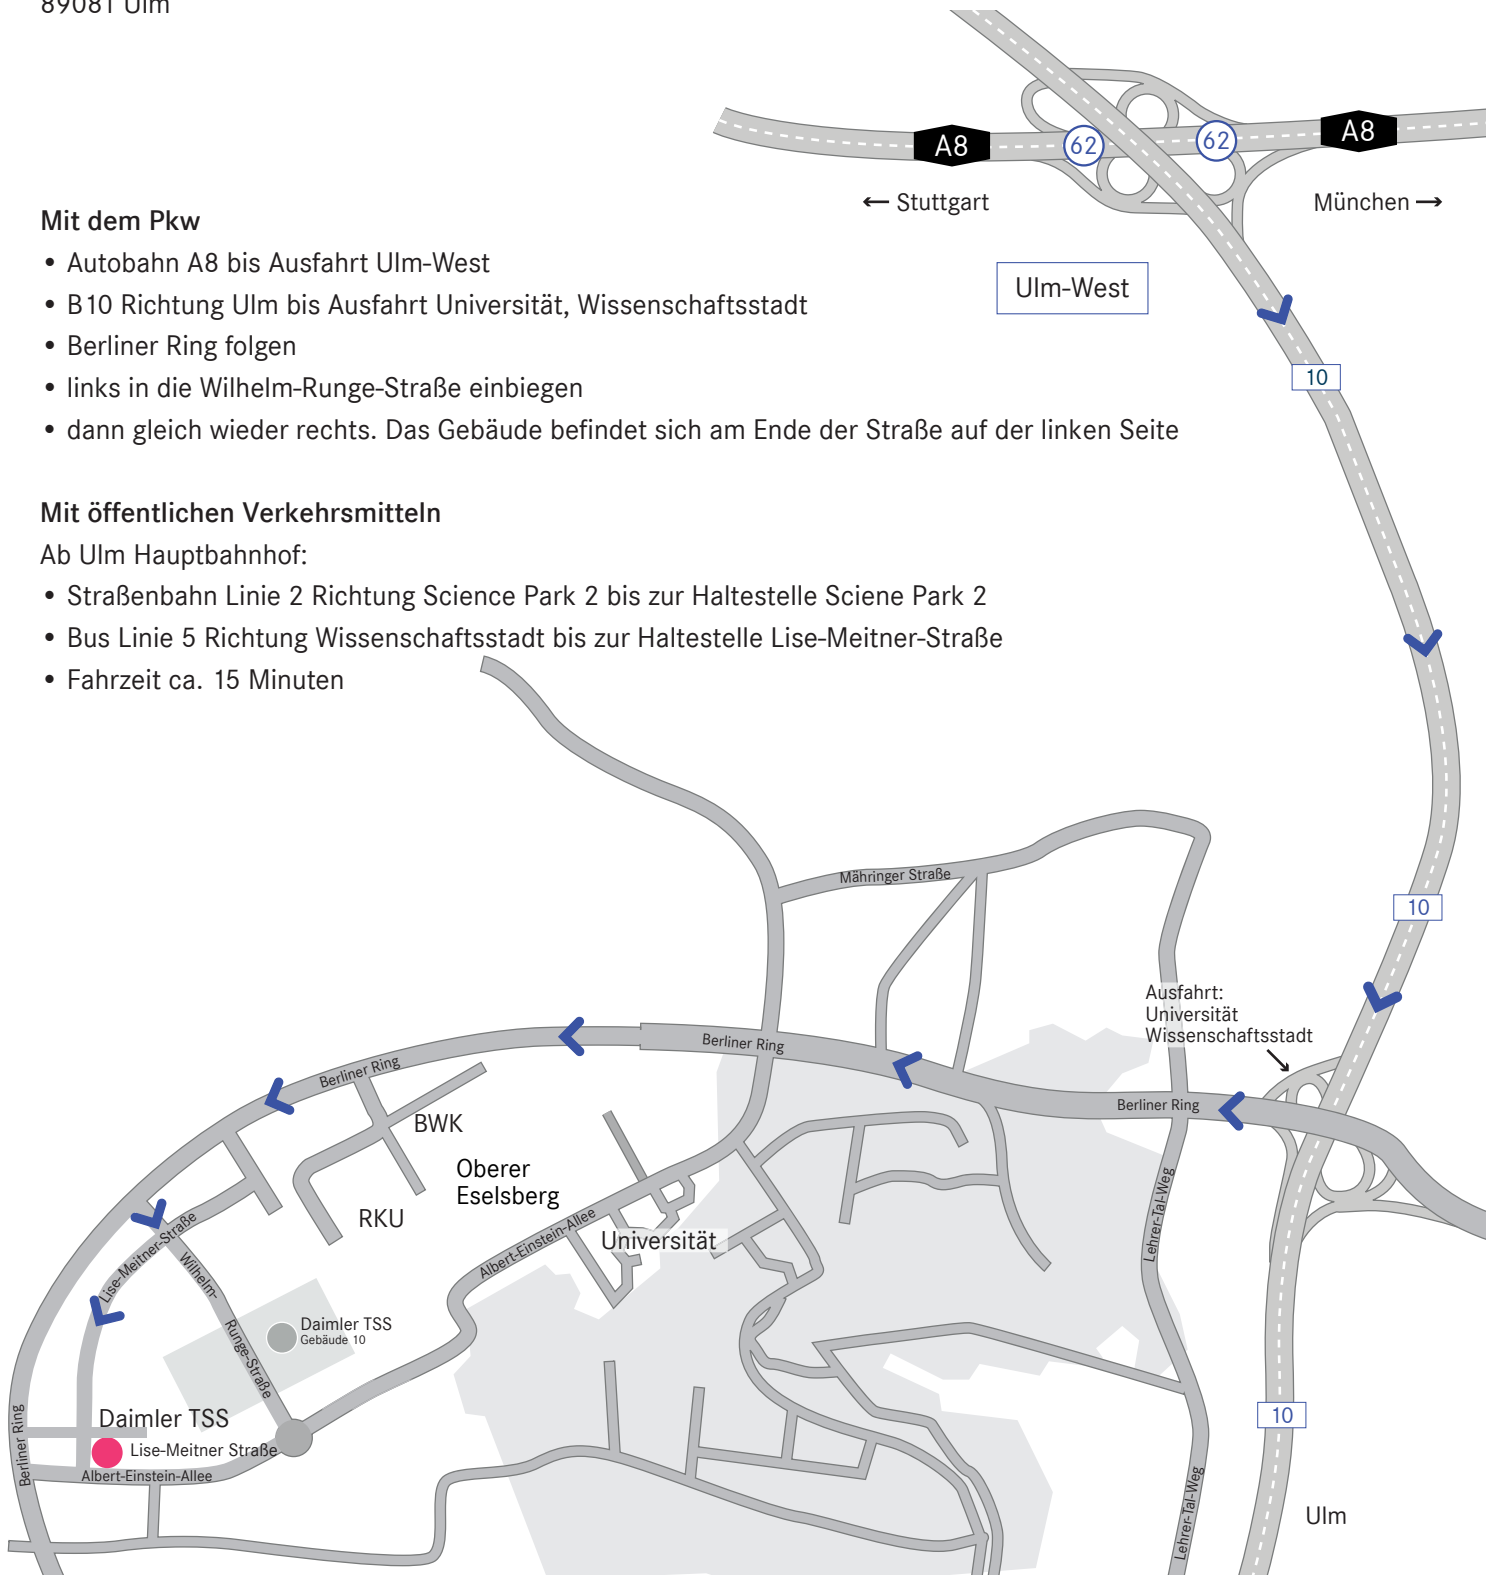 89081 Ulm
A8
62
62
A8
← Stuttgart
München →
Mit dem Pkw
• Autobahn A8 bis Ausfahrt Ulm-West
Ulm-West
• B10 Richtung Ulm bis Ausfahrt Universität, Wissenschaftsstadt
• Berliner Ring folgen
10
• links in die Wilhelm-Runge-Straße einbiegen
• dann gleich wieder rechts. Das Gebäude befindet sich am Ende der Straße auf der linken Seite
Mit öffentlichen Verkehrsmitteln
Ab Ulm Hauptbahnhof:
• Straßenbahn Linie 2 Richtung Science Park 2 bis zur Haltestelle Sciene Park 2
• Bus Linie 5 Richtung Wissenschaftsstadt bis zur Haltestelle Lise-Meitner-Straße
• Fahrzeit ca. 15 Minuten
Mähringer Straße
10
Ausfahrt:
Universität
Wissenschaftsstadt
Berliner Ring
Berliner Ring
Berliner Ring
BWK
Oberer
Eselsberg
RKU
Universität
Albert-Einstein-Allee
Lehrer-Tal-Weg
Lise-Meitner-Straße
Wilhelm-
Runge-Straße
Daimler TSS
Gebäude 10
Daimler TSS
Lise-Meitner Straße
Berliner Ring
Albert-Einstein-Allee
10
Lehrer-Tal-Weg
Ulm